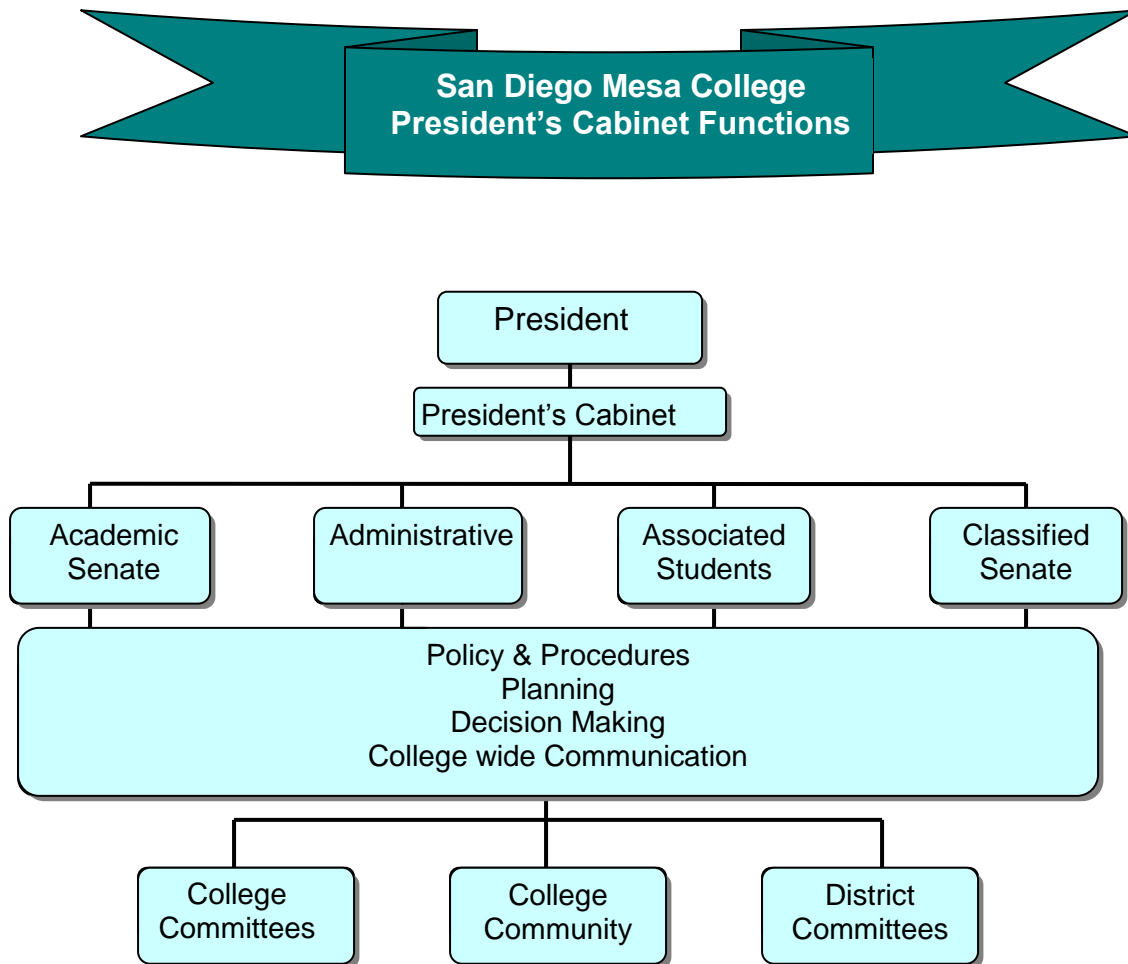 San Diego Mesa College
President’s Cabinet Functions
President
President’s Cabinet
Academic
Senate
Administrative
Associated
Students
Classified
Senate
Policy & Procedures
Planning
Decision Making
College wide Communication
College
Committees
College
Community
District
Committees